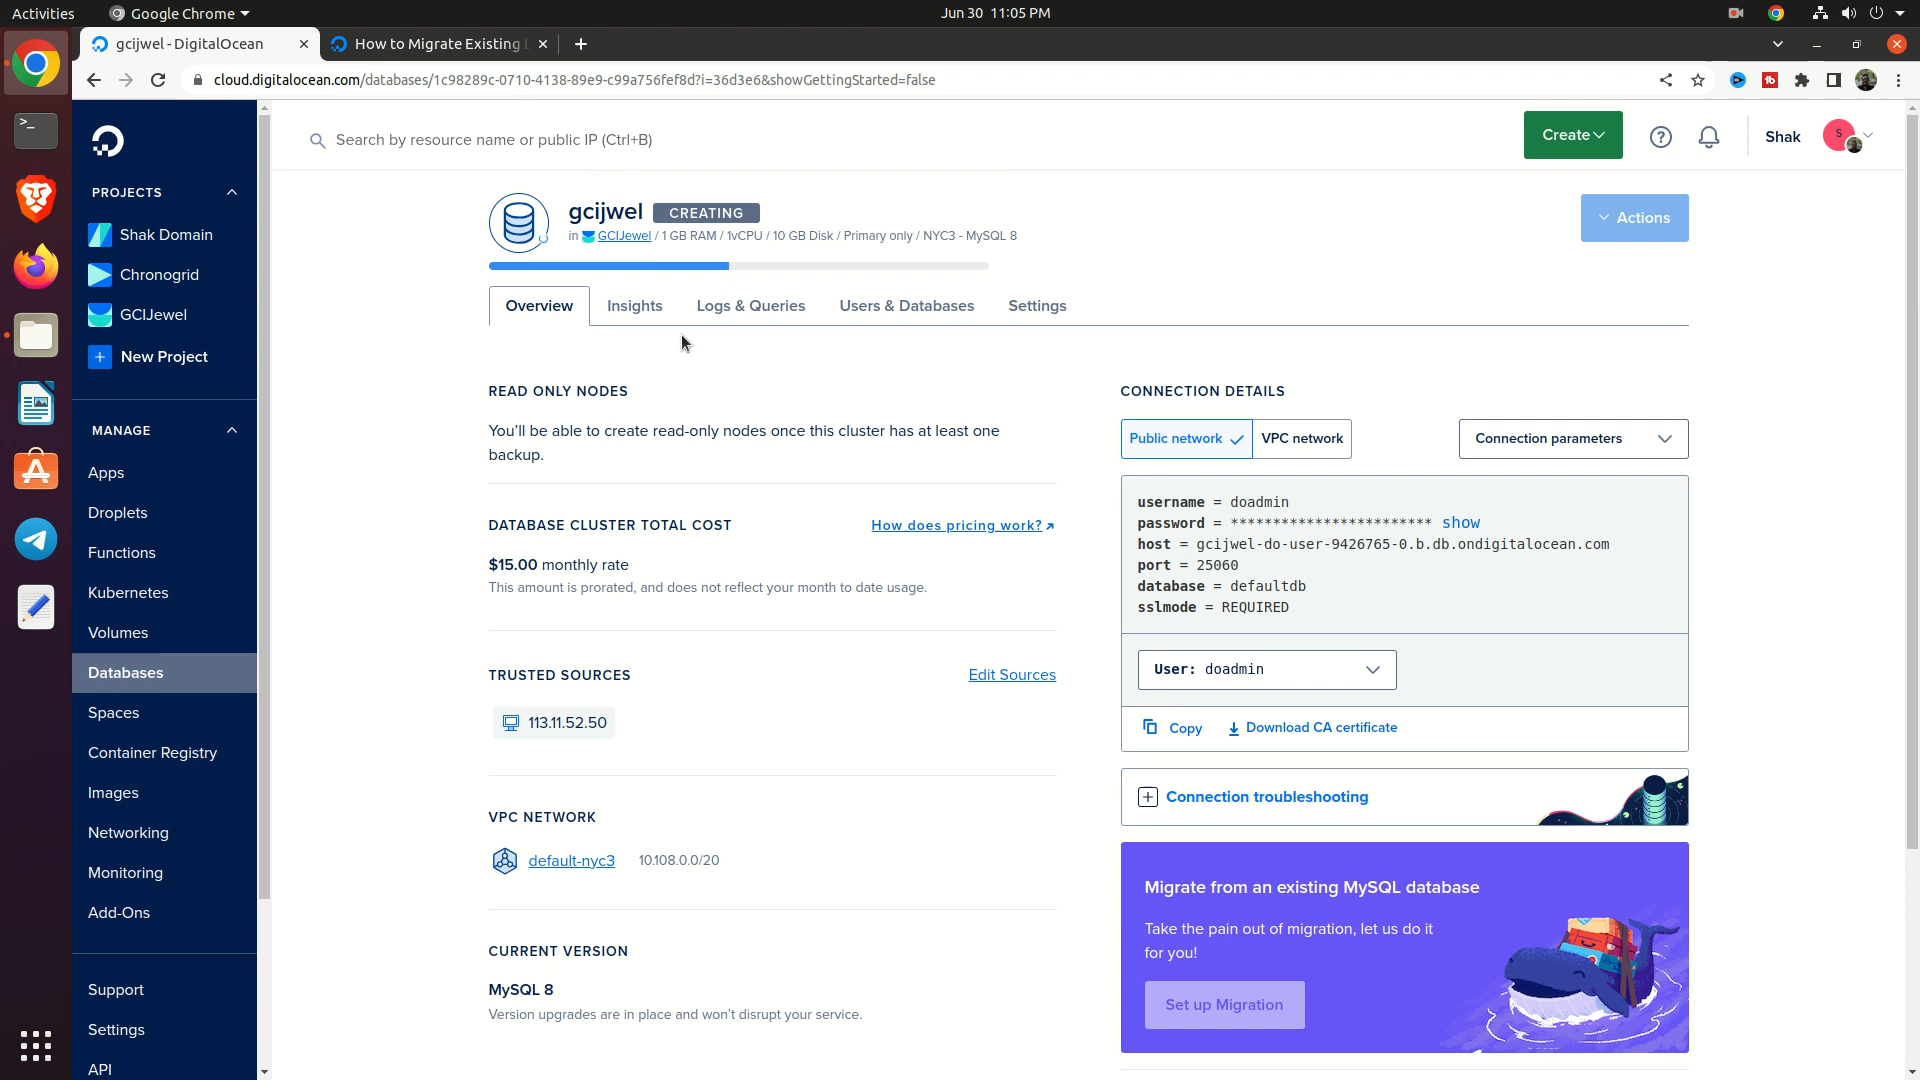 Activities
Google Chrome
Jun 30 11:05 PM
gcijwel - DigitalOcean
How to Migrate Existing
cloud.digitalocean.com/databases/1c98289c-0710-4138-89e9-c99a756fef8d?i=36d3e6&showGettingStarted=false
Search by resource name or public IP (Ctrl+B)
Create
Shak
S
PROJECTS
Shak Domain
Chronogrid
GCIJewel
New Project
MANAGE
Apps
Droplets
Functions
Kubernetes
Volumes
Databases
Spaces
Container Registry
Images
Networking
Monitoring
Add-Ons
Support
Settings
API
gcijwel CREATING
in GCIJewel / 1 GB RAM / 1vCPU / 10 GB Disk / Primary only / NYC3 - MySQL 8
Actions
Overview
Insights
Logs & Queries
Users & Databases
Settings
READ ONLY NODES
You'll be able to create read-only nodes once this cluster has at least one
backup.
DATABASE CLUSTER TOTAL COST
How does pricing work?
$15.00 monthly rate
This amount is prorated, and does not reflect your month to date usage.
TRUSTED SOURCES
Edit Sources
113.11.52.50
VPC NETWORK
default-nyc3 10.108.0.0/20
CURRENT VERSION
MySQL 8
Version upgrades are in place and won't disrupt your service.
CONNECTION DETAILS
Public network
VPC network
Connection parameters
username = doadmin
password = ************************ show
host = gcijwel-do-user-9426765-0.b.db.ondigitalocean.com
port = 25060
database = defaultdb
sslmode = REQUIRED
User: doadmin
Copy
Download CA certificate
Connection troubleshooting
Migrate from an existing MySQL database
Take the pain out of migration, let us do it
for you!
Set up Migration